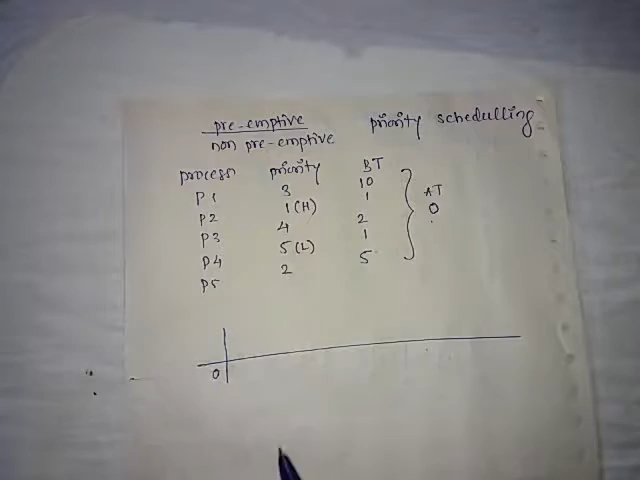 pre-emptive
non pre-emptive priority schedulling
process priority BT
P1 3 10
P2 1(H) 1
P3 4 2
P4 5(L) 1
P5 2 5
AT
0
0